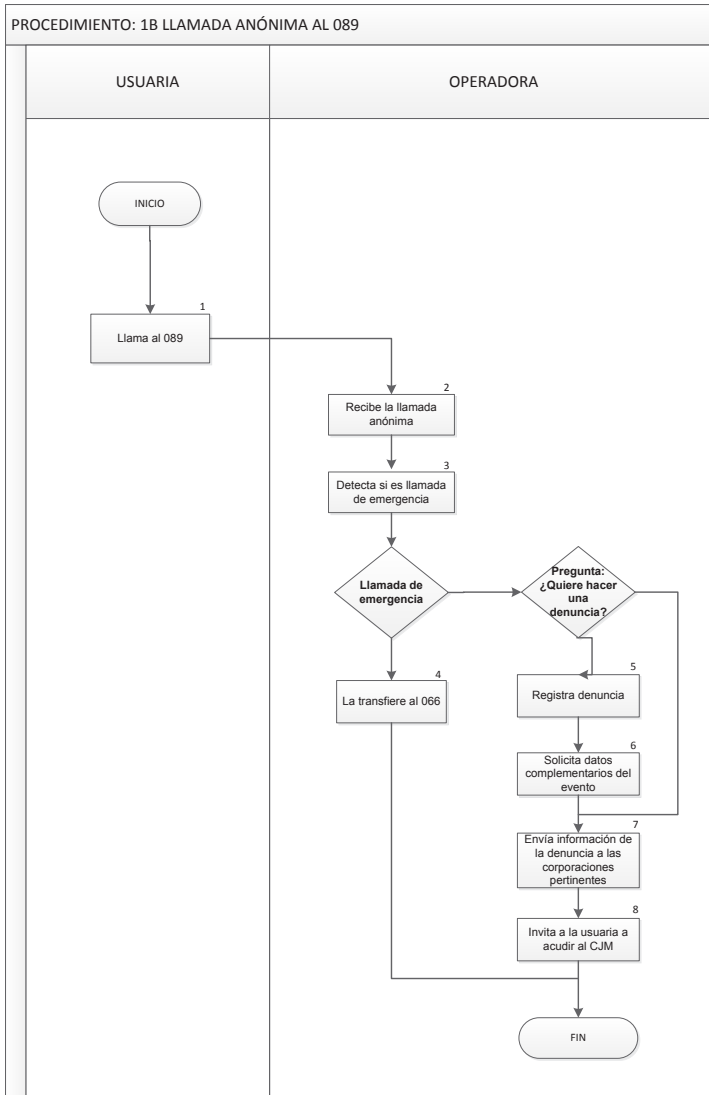 PROCEDIMIENTO: 1B LLAMADA ANÓNIMA AL 089
USUARIA
OPERADORA
INICIO
1
Llama al 089
2
Recibe la llamada
anónima
3
Detecta si es llamada
de emergencia
Llamada de
emergencia
Pregunta:
¿Quiere hacer
una
denuncia?
4
La transfiere al 066
5
Registra denuncia
6
Solicita datos
complementarios del
evento
7
Envía información de
la denuncia a las
corporaciones
pertinentes
8
Invita a la usuaria a
acudir al CJM
FIN